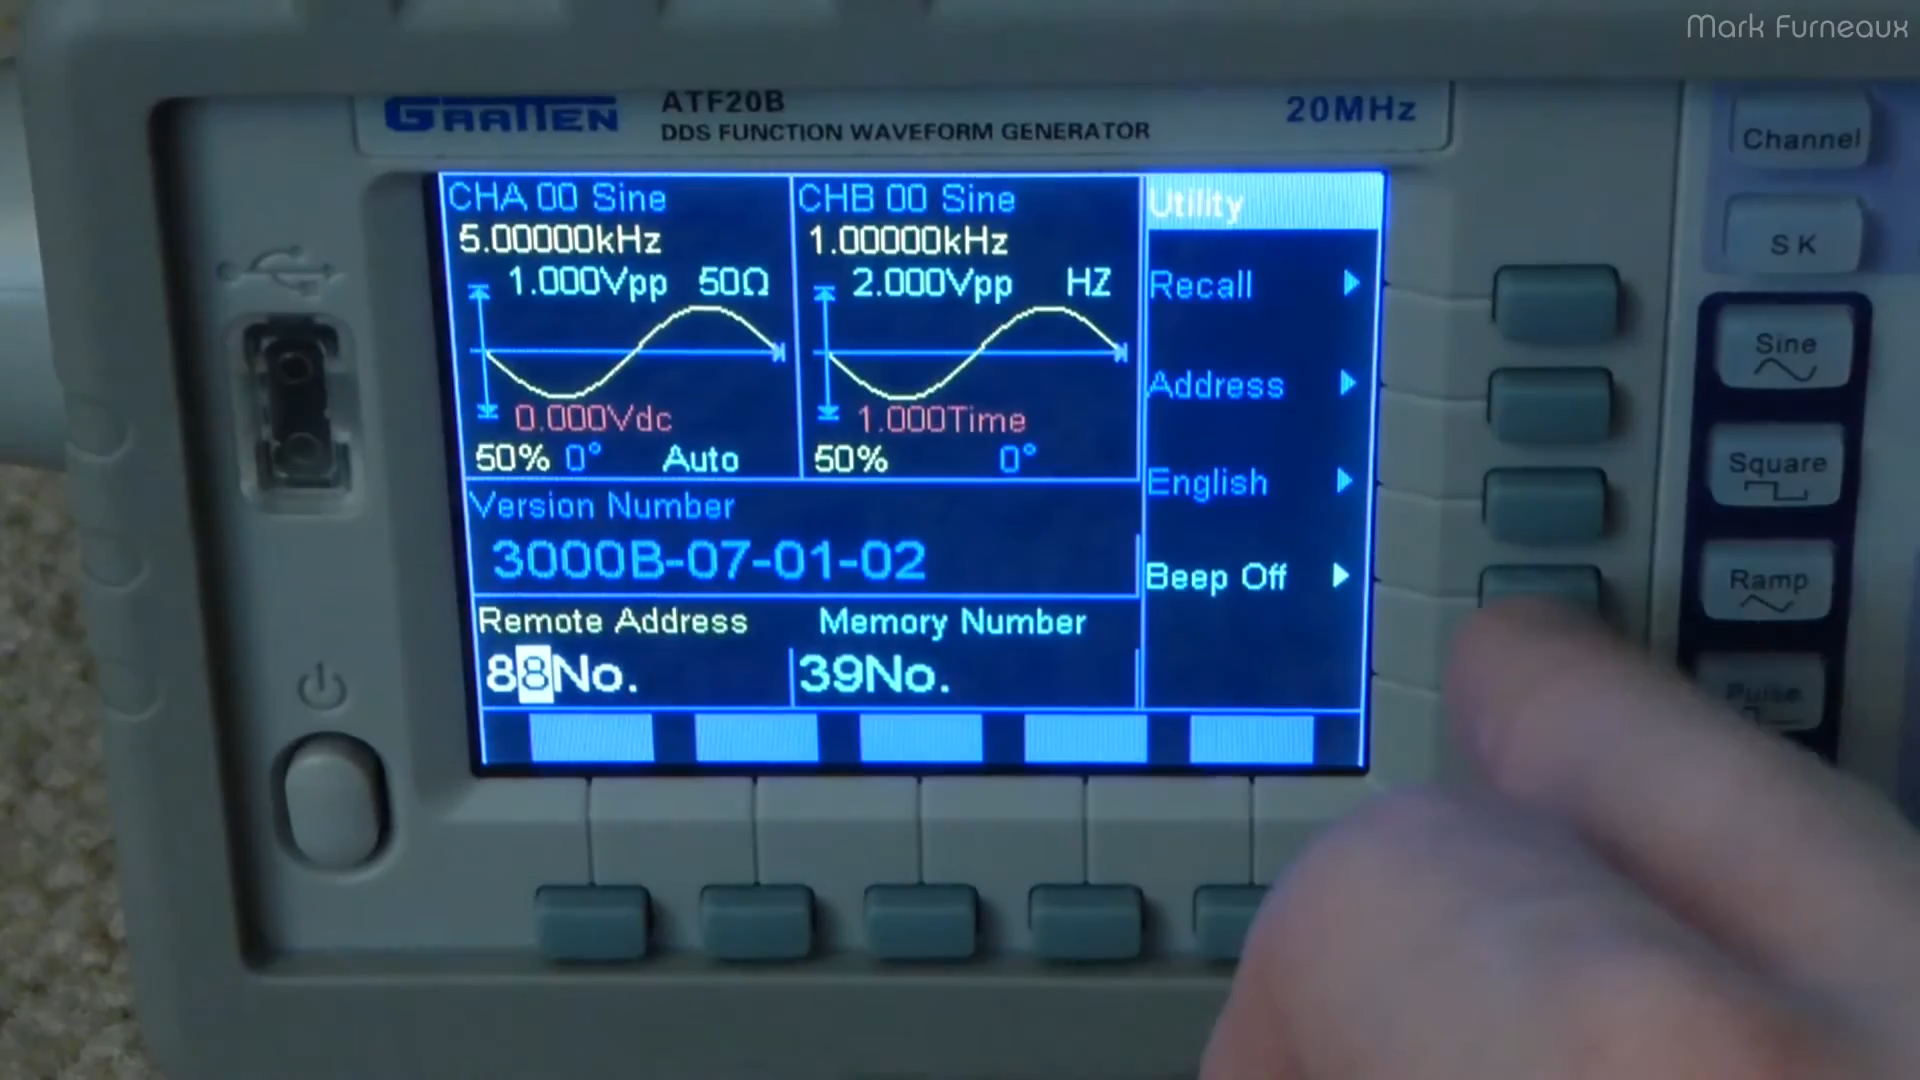 Mark Furneaux
GRATTEN
ATF20B
DDS FUNCTION WAVEFORM GENERATOR
20MHz
CHA 00 Sine
5.00000kHz
1.000Vpp 50Ω
0.000Vdc
50% 0° Auto
CHB 00 Sine
1.00000kHz
2.000Vpp HZ
1.000Time
50% 0°
Version Number
3000B-07-01-02
Remote Address
88No.
Memory Number
39No.
Utility
Recall
Address
English
Beep Off
Channel
SK
Sine
Square
Ramp
Pulse